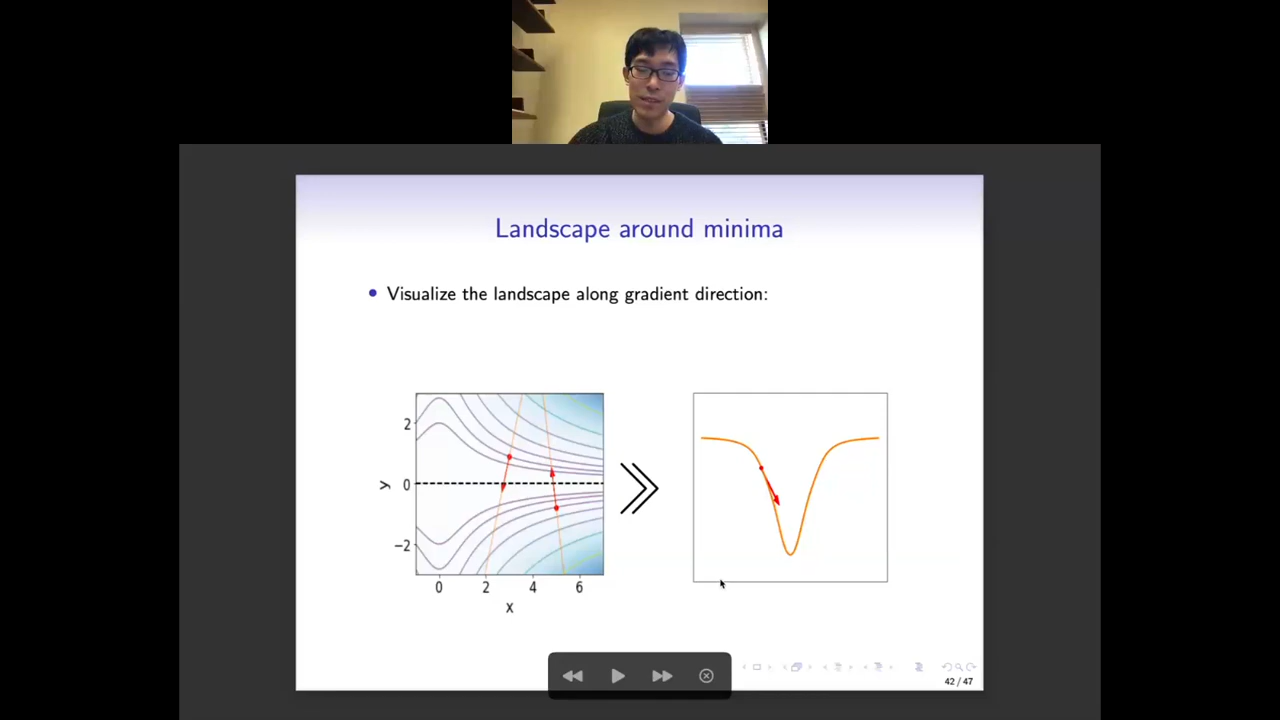 Landscape around minima
• Visualize the landscape along gradient direction:
2
0
−2
y
0 2 4 6
x
42 / 47